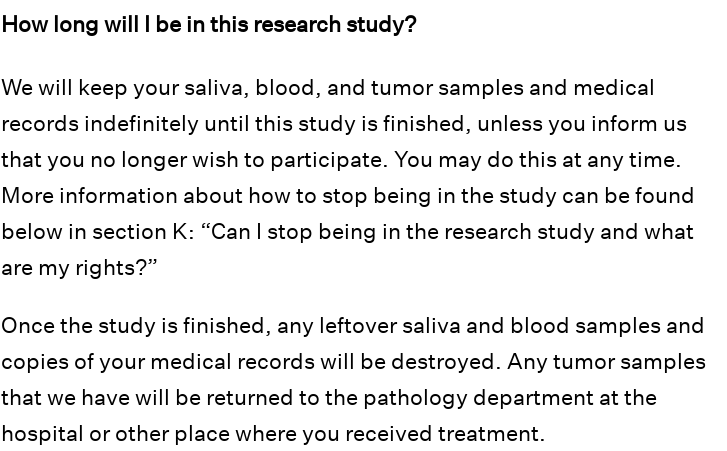 How long will I be in this research study?
We will keep your saliva, blood, and tumor samples and medical
records indefinitely until this study is finished, unless you inform us
that you no longer wish to participate. You may do this at any time.
More information about how to stop being in the study can be found
below in section K: “Can I stop being in the research study and what
are my rights?”
Once the study is finished, any leftover saliva and blood samples and
copies of your medical records will be destroyed. Any tumor samples
that we have will be returned to the pathology department at the
hospital or other place where you received treatment.